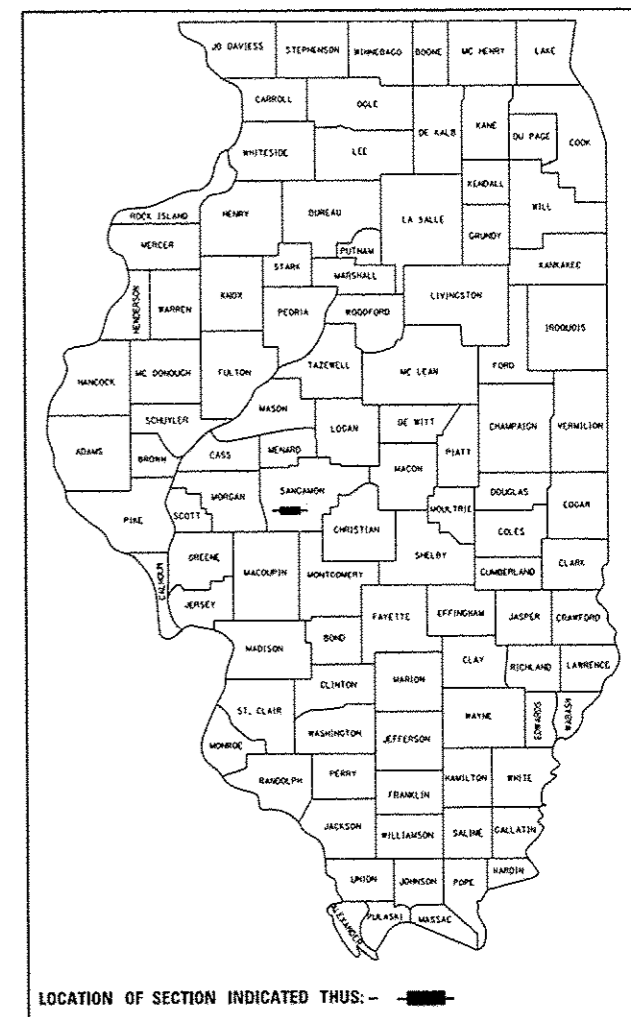 JO DAVIESS STEPHENSON WINNEBAGO BOONE MC HENRY LAKE
CARROLL OGLE DE KALB KANE DU PAGE COOK
WHITESIDE LEE KENDALL WILL
ROCK ISLAND HENRY BUREAU LA SALLE GRUNDY
MERCER STARK PUTNAM MARSHALL KANKAKEE
HENDERSON WARREN KNOX PEORIA WOODFORD LIVINGSTON IROQUOIS
HANCOCK MC DONOUGH FULTON TAZEWELL MC LEAN FORD
SCHUYLER MASON LOGAN DE WITT CHAMPAIGN VERMILION
ADAMS BROWN CASS MENARD MACON PIATT
PIKE SCOTT MORGAN SANGAMON CHRISTIAN MOULTRIE DOUGLAS EDGAR
COLES
GREENE MACOUPIN MONTGOMERY SHELBY CUMBERLAND CLARK
CALHOUN JERSEY FAYETTE EFFINGHAM JASPER CRAWFORD
MADISON BOND CLAY RICHLAND LAWRENCE
ST. CLAIR CLINTON MARION WAYNE EDWARDS WABASH
MONROE WASHINGTON JEFFERSON
RANDOLPH PERRY FRANKLIN HAMILTON WHITE
JACKSON WILLIAMSON SALINE GALLATIN
UNION JOHNSON POPE HARDIN
ALEXANDER PULASKI MASSAC
LOCATION OF SECTION INDICATED THUS: -